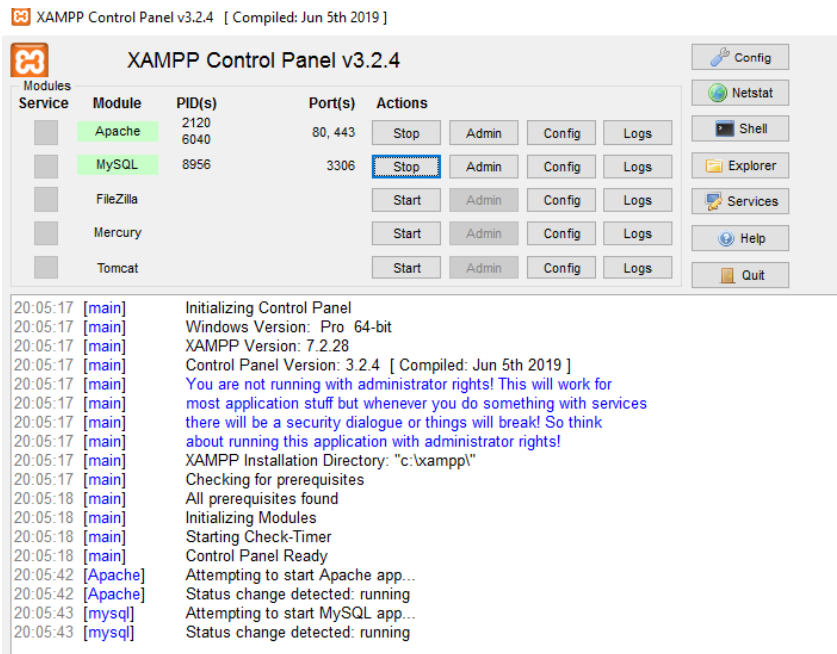 XAMPP Control Panel v3.2.4 [ Compiled: Jun 5th 2019 ]
XAMPP Control Panel v3.2.4
Config
Modules
Service Module PID(s) Port(s) Actions
Netstat
Apache 2120 6040 80, 443 Stop Admin Config Logs
Shell
MySQL 8956 3306 Stop Admin Config Logs
Explorer
FileZilla Start Admin Config Logs
Services
Mercury Start Admin Config Logs
Help
Tomcat Start Admin Config Logs
Quit
20:05:17 [main] Initializing Control Panel
20:05:17 [main] Windows Version: Pro 64-bit
20:05:17 [main] XAMPP Version: 7.2.28
20:05:17 [main] Control Panel Version: 3.2.4 [ Compiled: Jun 5th 2019 ]
20:05:17 [main] You are not running with administrator rights! This will work for
20:05:17 [main] most application stuff but whenever you do something with services
20:05:17 [main] there will be a security dialogue or things will break! So think
20:05:17 [main] about running this application with administrator rights!
20:05:17 [main] XAMPP Installation Directory: "c:\xampp\"
20:05:17 [main] Checking for prerequisites
20:05:18 [main] All prerequisites found
20:05:18 [main] Initializing Modules
20:05:18 [main] Starting Check-Timer
20:05:18 [main] Control Panel Ready
20:05:42 [Apache] Attempting to start Apache app...
20:05:42 [Apache] Status change detected: running
20:05:43 [mysql] Attempting to start MySQL app...
20:05:43 [mysql] Status change detected: running